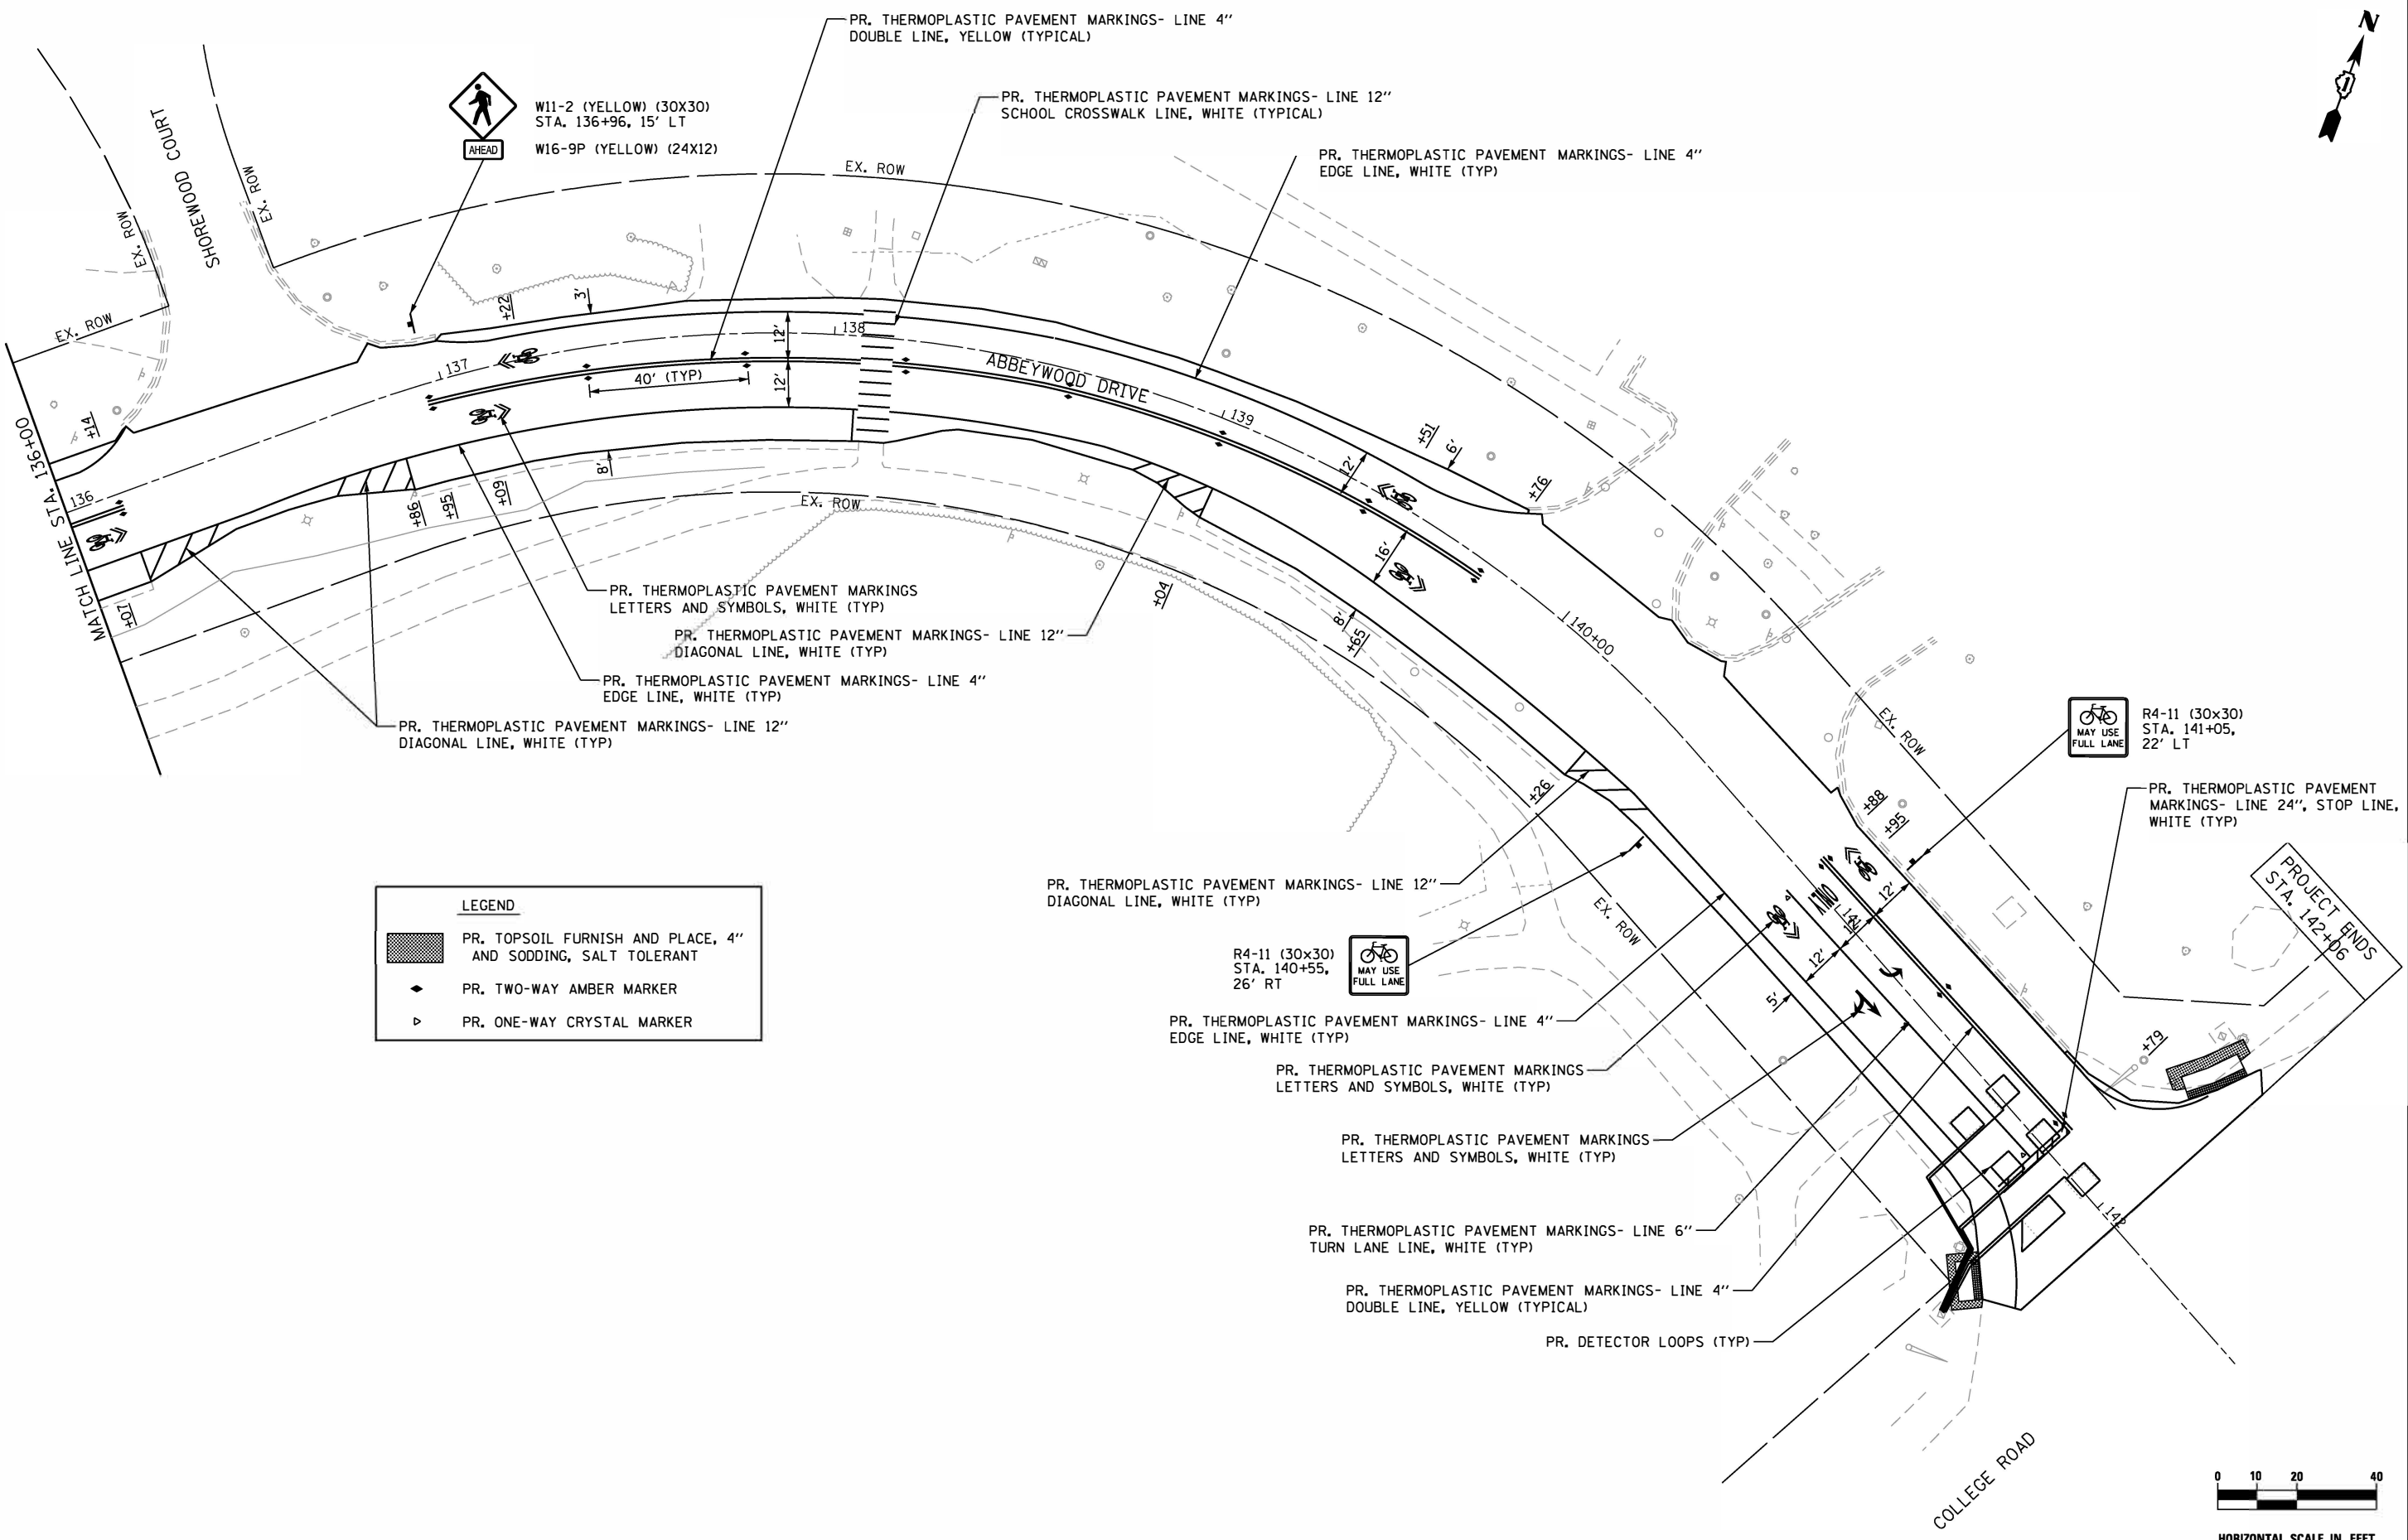 PR. THERMOPLASTIC PAVEMENT MARKINGS- LINE 4"
DOUBLE LINE, YELLOW (TYPICAL)
N
1
W11-2 (YELLOW) (30X30)
STA. 136+96, 15' LT
AHEAD
W16-9P (YELLOW) (24X12)
PR. THERMOPLASTIC PAVEMENT MARKINGS- LINE 12"
SCHOOL CROSSWALK LINE, WHITE (TYPICAL)
PR. THERMOPLASTIC PAVEMENT MARKINGS- LINE 4"
EDGE LINE, WHITE (TYP)
SHOREWOOD COURT
EX. ROW
EX. ROW
EX. ROW
EX. ROW
+22
3'
137
138
12'
12'
40' (TYP)
ABBEYWOOD DRIVE
139
+51
6'
12'
+76
16'
+14
136
MATCH LINE STA. 136+00
+07
+86
+95
+09
8'
EX. ROW
+04
8'
+65
140+00
PR. THERMOPLASTIC PAVEMENT MARKINGS
LETTERS AND SYMBOLS, WHITE (TYP)
PR. THERMOPLASTIC PAVEMENT MARKINGS- LINE 12"
DIAGONAL LINE, WHITE (TYP)
PR. THERMOPLASTIC PAVEMENT MARKINGS- LINE 4"
EDGE LINE, WHITE (TYP)
PR. THERMOPLASTIC PAVEMENT MARKINGS- LINE 12"
DIAGONAL LINE, WHITE (TYP)
EX. ROW
MAY USE
FULL LANE
R4-11 (30x30)
STA. 141+05,
22' LT
PR. THERMOPLASTIC PAVEMENT
MARKINGS- LINE 24", STOP LINE,
WHITE (TYP)
+26
+88
+95
PROJECT ENDS
STA. 142+06
PR. THERMOPLASTIC PAVEMENT MARKINGS- LINE 12"
DIAGONAL LINE, WHITE (TYP)
EX. ROW
ONLY
141
12'
12'
12'
5'
R4-11 (30x30)
STA. 140+55,
26' RT
MAY USE
FULL LANE
LEGEND
PR. TOPSOIL FURNISH AND PLACE, 4"
AND SODDING, SALT TOLERANT
PR. TWO-WAY AMBER MARKER
PR. ONE-WAY CRYSTAL MARKER
PR. THERMOPLASTIC PAVEMENT MARKINGS- LINE 4"
EDGE LINE, WHITE (TYP)
PR. THERMOPLASTIC PAVEMENT MARKINGS
LETTERS AND SYMBOLS, WHITE (TYP)
+79
PR. THERMOPLASTIC PAVEMENT MARKINGS
LETTERS AND SYMBOLS, WHITE (TYP)
PR. THERMOPLASTIC PAVEMENT MARKINGS- LINE 6"
TURN LANE LINE, WHITE (TYP)
142
PR. THERMOPLASTIC PAVEMENT MARKINGS- LINE 4"
DOUBLE LINE, YELLOW (TYPICAL)
PR. DETECTOR LOOPS (TYP)
COLLEGE ROAD
0 10 20 40
HORIZONTAL SCALE IN FEET